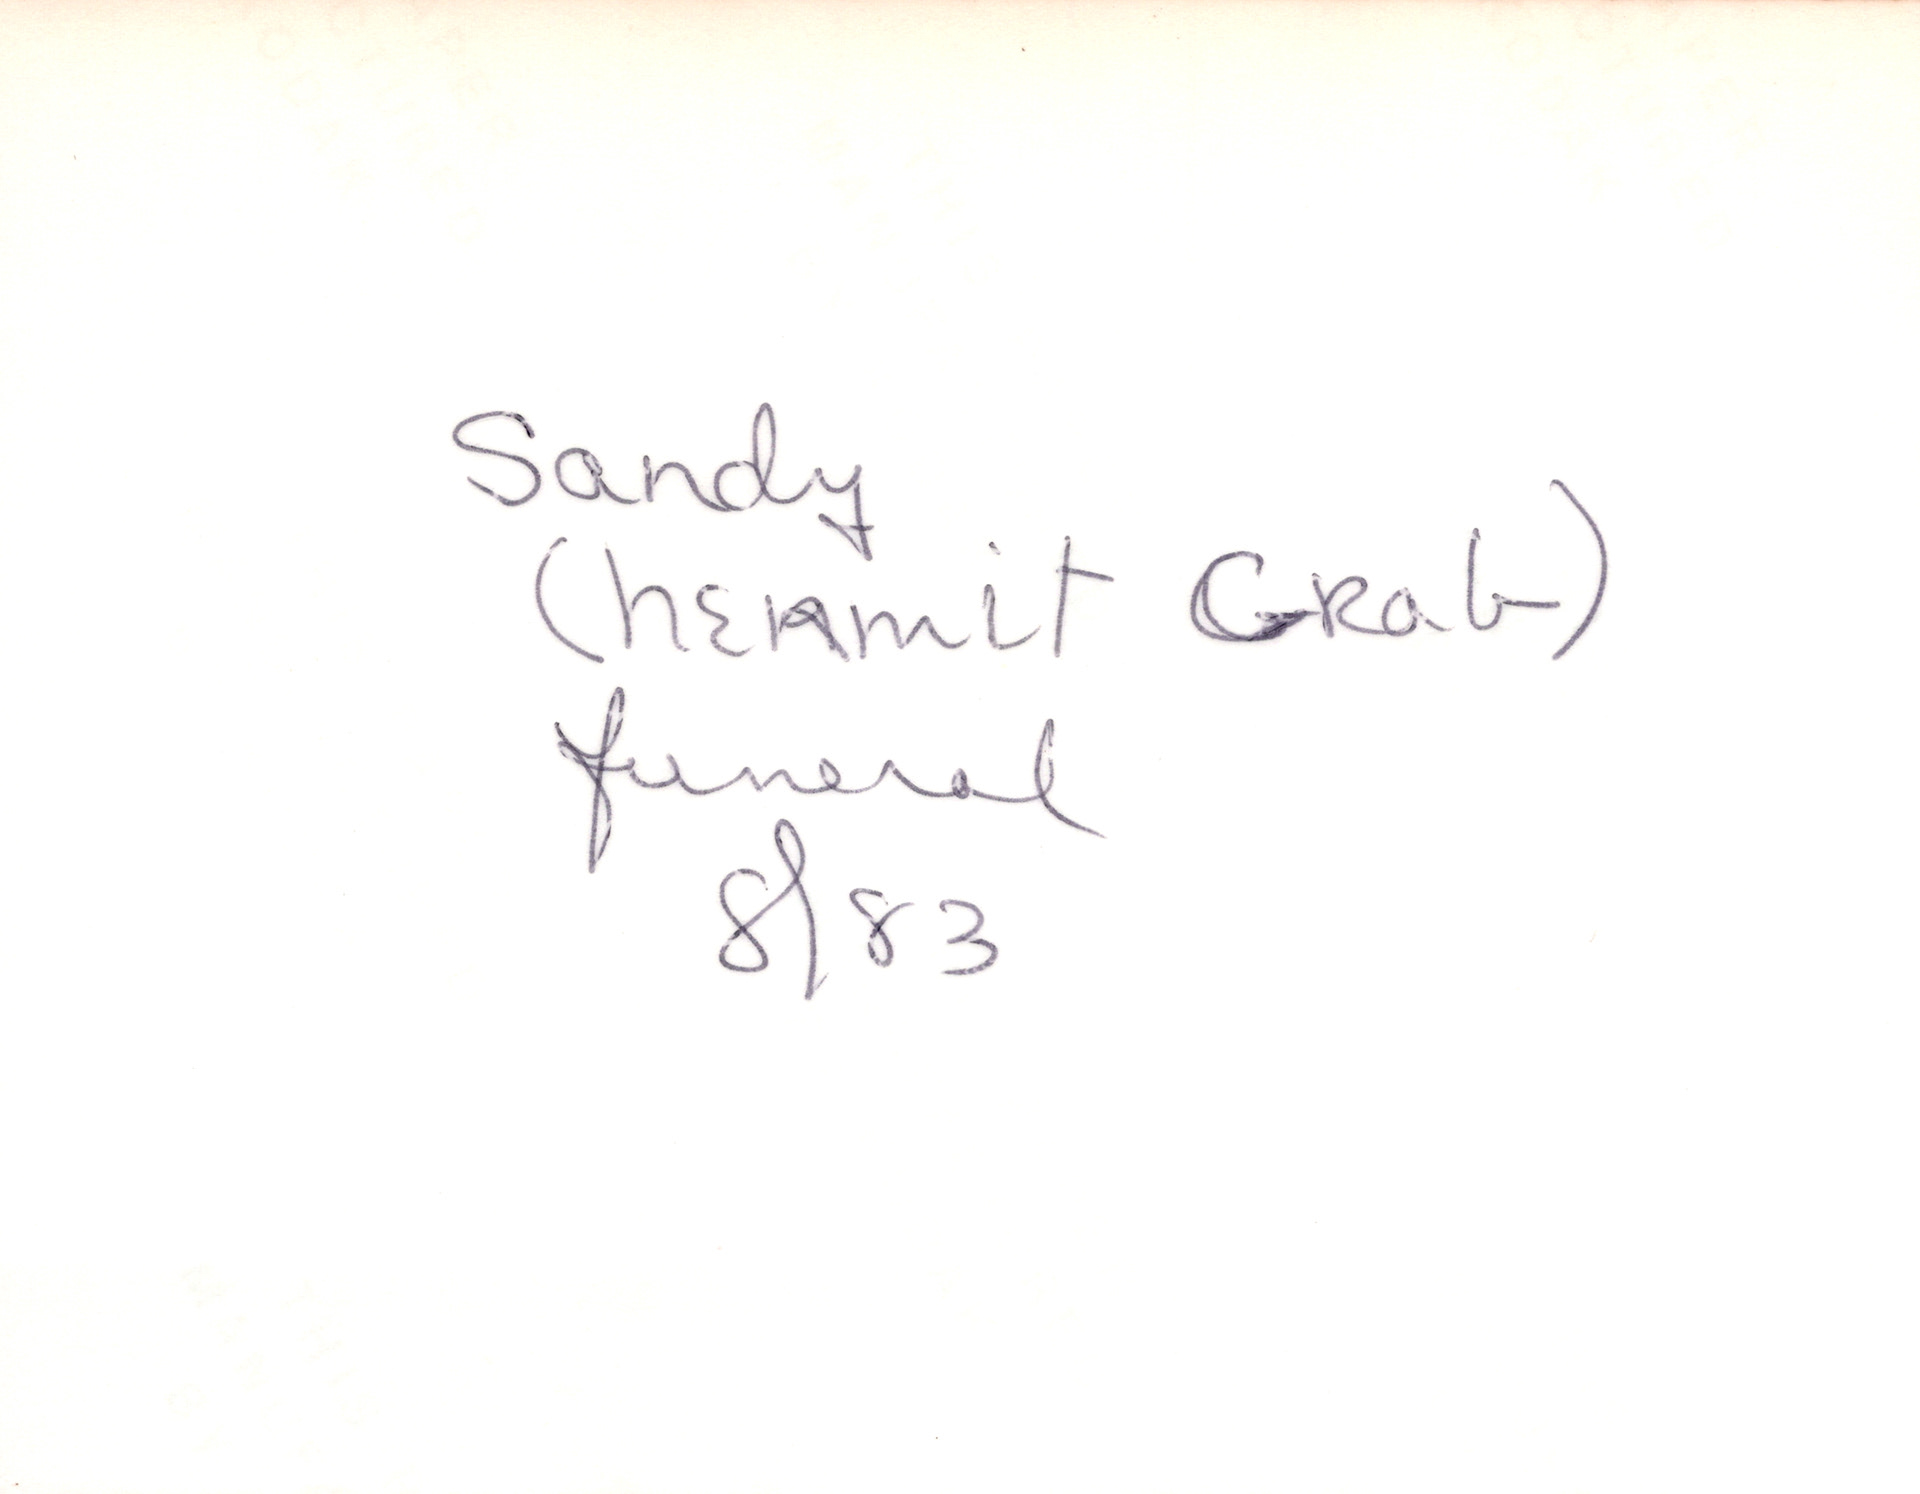 Sandy
(hermit Crab)
funeral
8/83